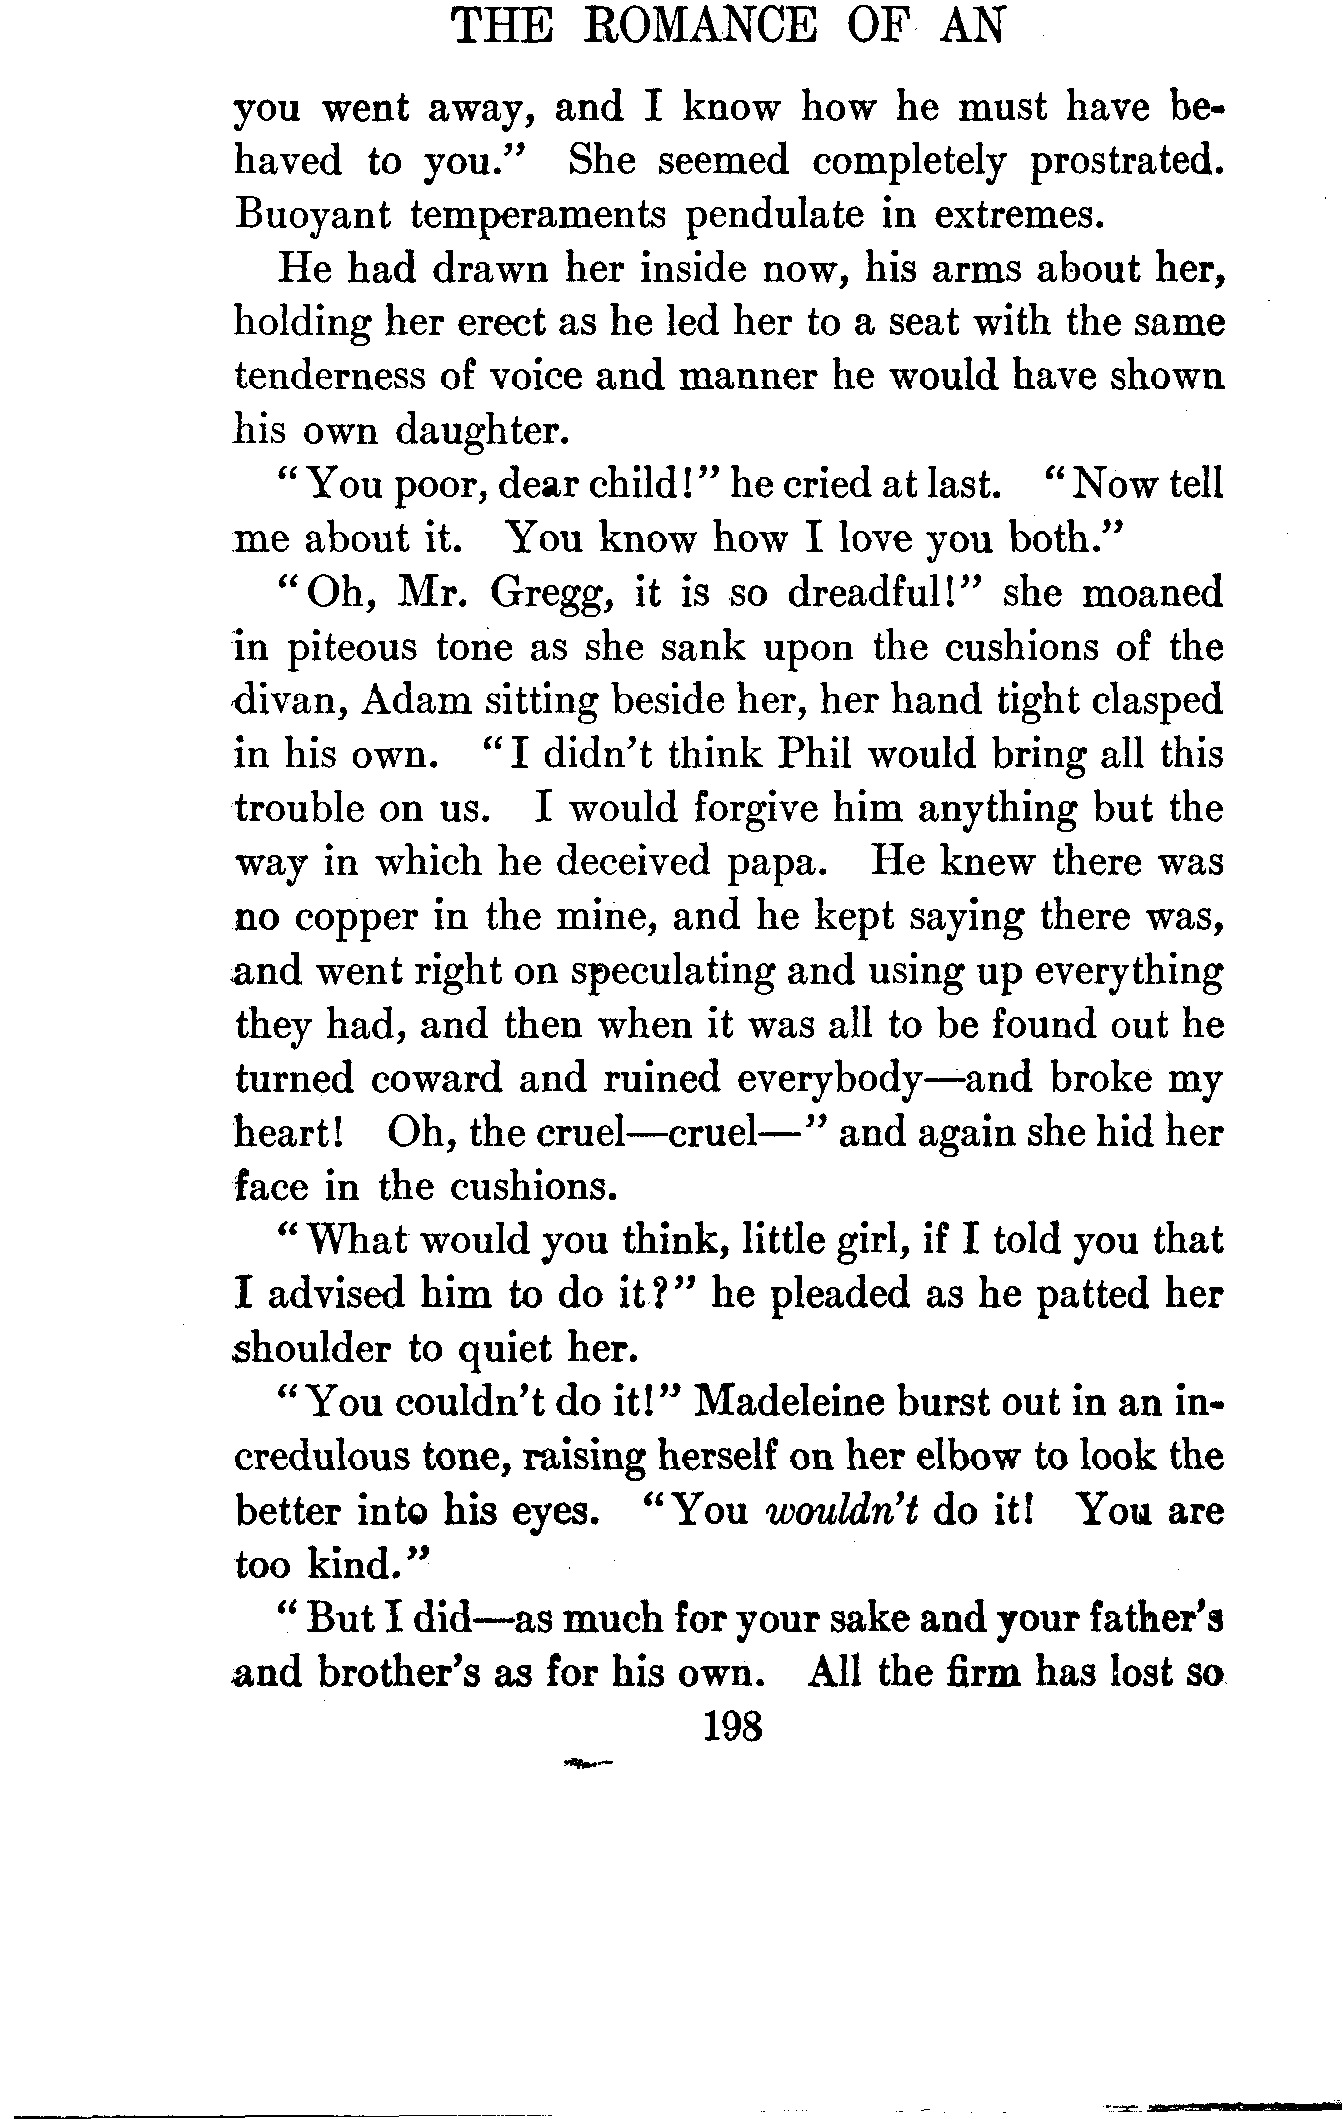 THE ROMANCE OF AN
you went away, and I know how he must have be-
haved to you." She seemed completely prostrated.
Buoyant temperaments pendulate in extremes.
He had drawn her inside now, his arms about her,
holding her erect as he led her to a seat with the same
tenderness of voice and manner he would have shown
his own daughter.
"You poor, dear child!" he cried at last. "Now tell
me about it. You know how I love you both."
"Oh, Mr. Gregg, it is so dreadful!" she moaned
in piteous tone as she sank upon the cushions of the
divan, Adam sitting beside her, her hand tight clasped
in his own. "I didn't think Phil would bring all this
trouble on us. I would forgive him anything but the
way in which he deceived papa. He knew there was
no copper in the mine, and he kept saying there was,
and went right on speculating and using up everything
they had, and then when it was all to be found out he
turned coward and ruined everybody—and broke my
heart! Oh, the cruel—cruel—" and again she hid her
face in the cushions.
"What would you think, little girl, if I told you that
I advised him to do it?" he pleaded as he patted her
shoulder to quiet her.
"You couldn't do it!" Madeleine burst out in an in-
credulous tone, raising herself on her elbow to look the
better into his eyes. "You wouldn't do it! You are
too kind."
"But I did—as much for your sake and your father's
and brother's as for his own. All the firm has lost so
198